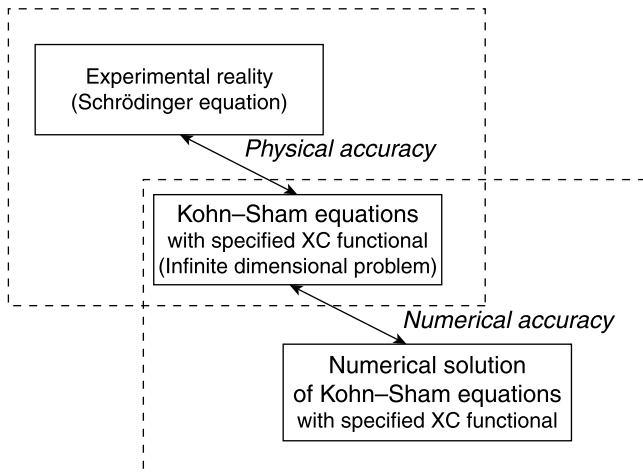 Experimental reality
(Schrödinger equation)
Physical accuracy
Kohn–Sham equations
with specified XC functional
(Infinite dimensional problem)
Numerical accuracy
Numerical solution
of Kohn–Sham equations
with specified XC functional